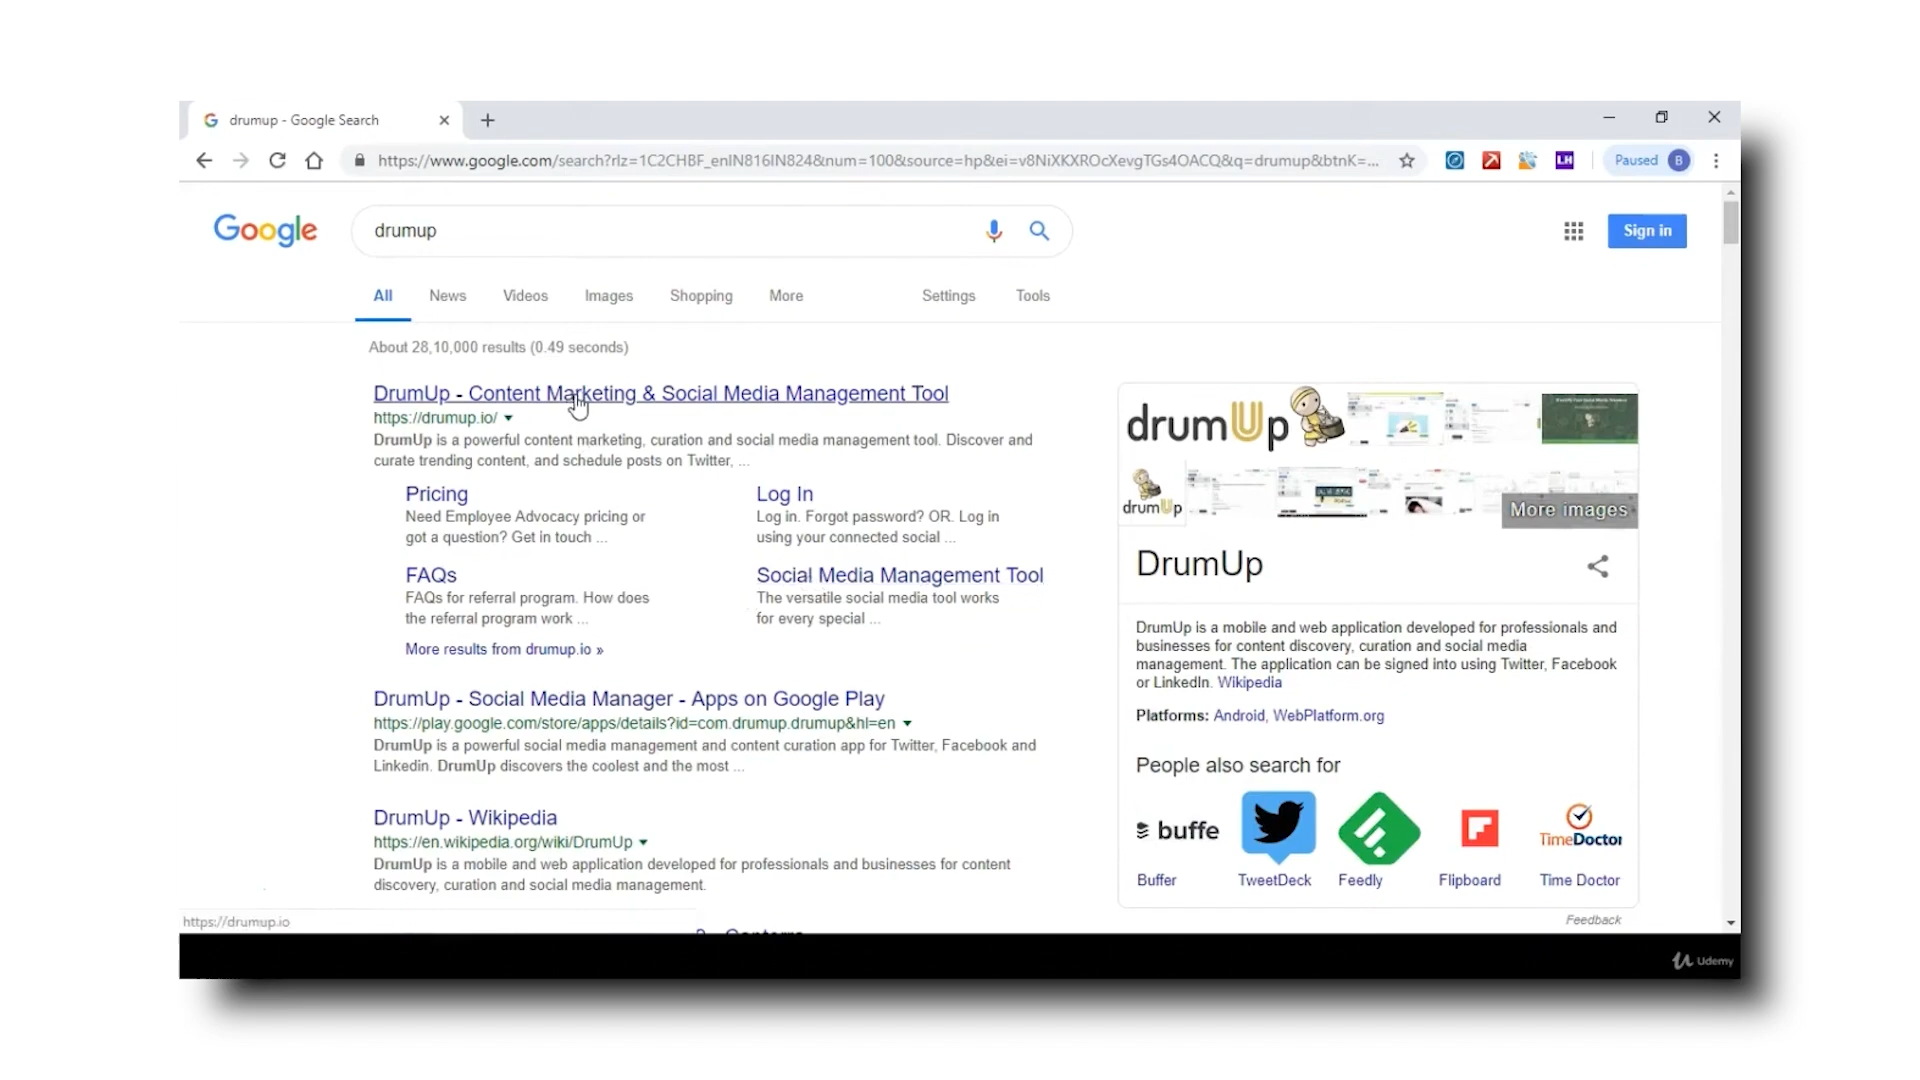 drumup - Google Search
https://www.google.com/search?rlz=1C2CHBF_enIN816IN824&num=100&source=hp&ei=v8NiXKXROcXevgTGs4OACQ&q=drumup&btnK=...
LH
Paused B
Google
drumup
Sign in
All News Videos Images Shopping More Settings Tools
About 28,10,000 results (0.49 seconds)
DrumUp - Content Marketing & Social Media Management Tool
https://drumup.io/
DrumUp is a powerful content marketing, curation and social media management tool. Discover and
curate trending content, and schedule posts on Twitter, ...
Pricing
Need Employee Advocacy pricing or
got a question? Get in touch ...
Log In
Log in. Forgot password? OR. Log in
using your connected social ...
FAQs
FAQs for referral program. How does
the referral program work ...
Social Media Management Tool
The versatile social media tool works
for every special ...
More results from drumup.io »
DrumUp - Social Media Manager - Apps on Google Play
https://play.google.com/store/apps/details?id=com.drumup.drumup&hl=en
DrumUp is a powerful social media management and content curation app for Twitter, Facebook and
Linkedin. DrumUp discovers the coolest and the most ...
DrumUp - Wikipedia
https://en.wikipedia.org/wiki/DrumUp
DrumUp is a mobile and web application developed for professionals and businesses for content
discovery, curation and social media management.
https://drumup.io
drumUp
drumUp
More images
DrumUp
DrumUp is a mobile and web application developed for professionals and
businesses for content discovery, curation and social media
management. The application can be signed into using Twitter, Facebook
or LinkedIn. Wikipedia
Platforms: Android, WebPlatform.org
People also search for
buffe
TimeDoctor
Buffer TweetDeck Feedly Flipboard Time Doctor
Feedback
Udemy